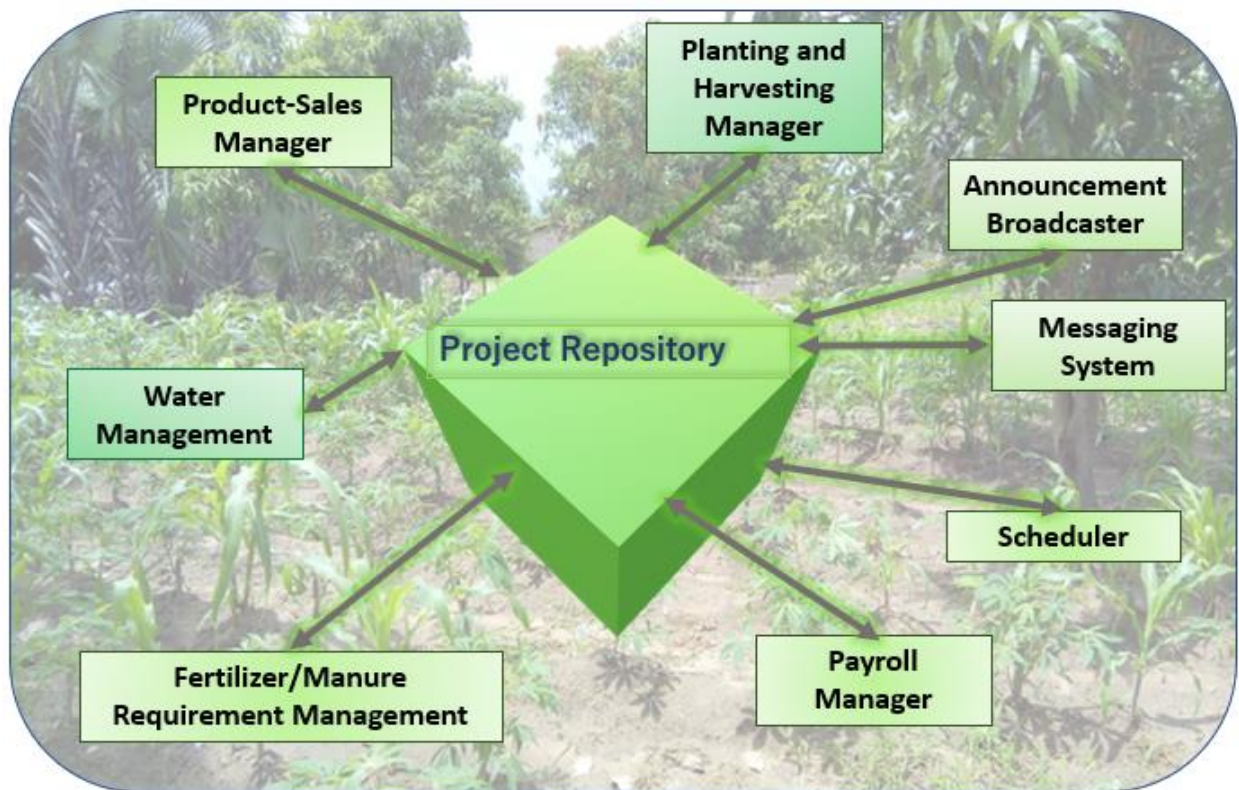 Product-Sales
Manager
Planting and
Harvesting
Manager
Announcement
Broadcaster
Project Repository
Messaging
System
Water
Management
Scheduler
Fertilizer/Manure
Requirement Management
Payroll
Manager